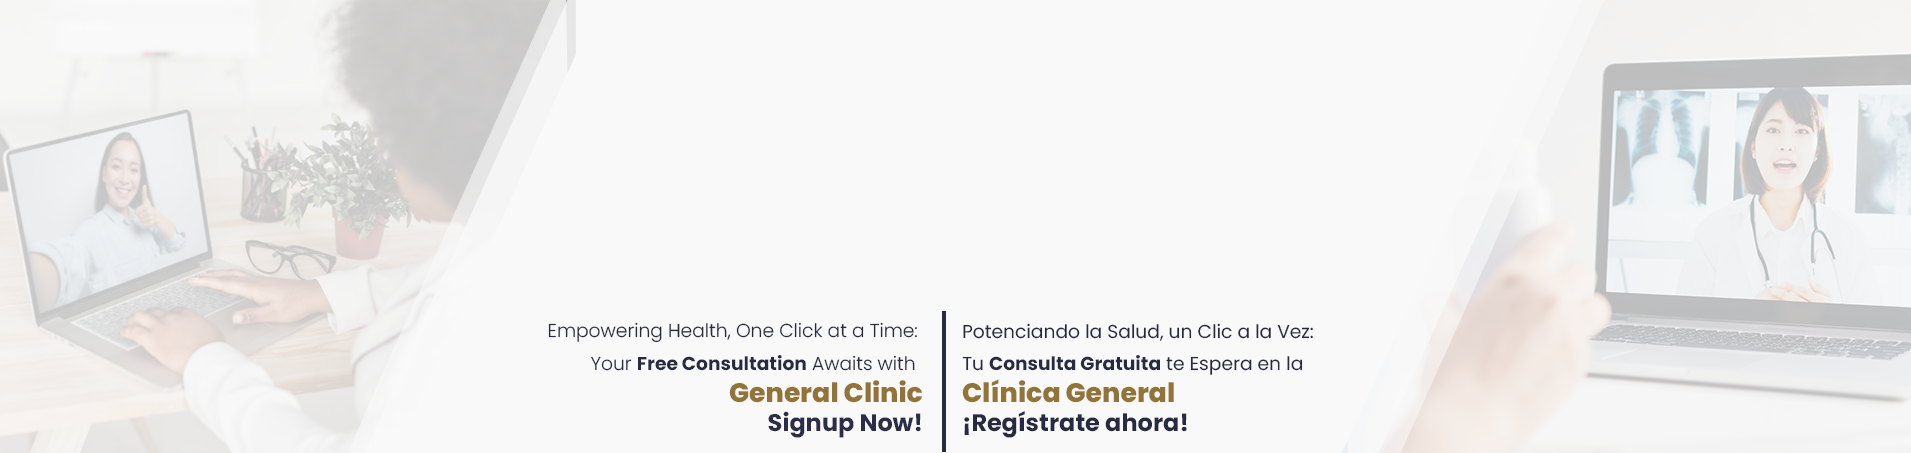 Empowering Health, One Click at a Time:
Your Free Consultation Awaits with
General Clinic
Signup Now!
Potenciando la Salud, un Clic a la Vez:
Tu Consulta Gratuita te Espera en la
Clínica General
¡Regístrate ahora!